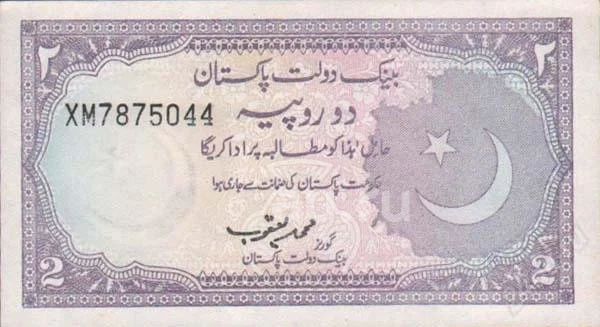 ۲ ۲
بینک دولت پاکستان
دو روپیہ
XM7875044
حامل ہٰذا کو مطالبہ پر ادا کریگا
حکومت پاکستان کی ضمانت سے جاری ہوا
محمد یعقوب
گورنر
بینک دولت پاکستان
2 2